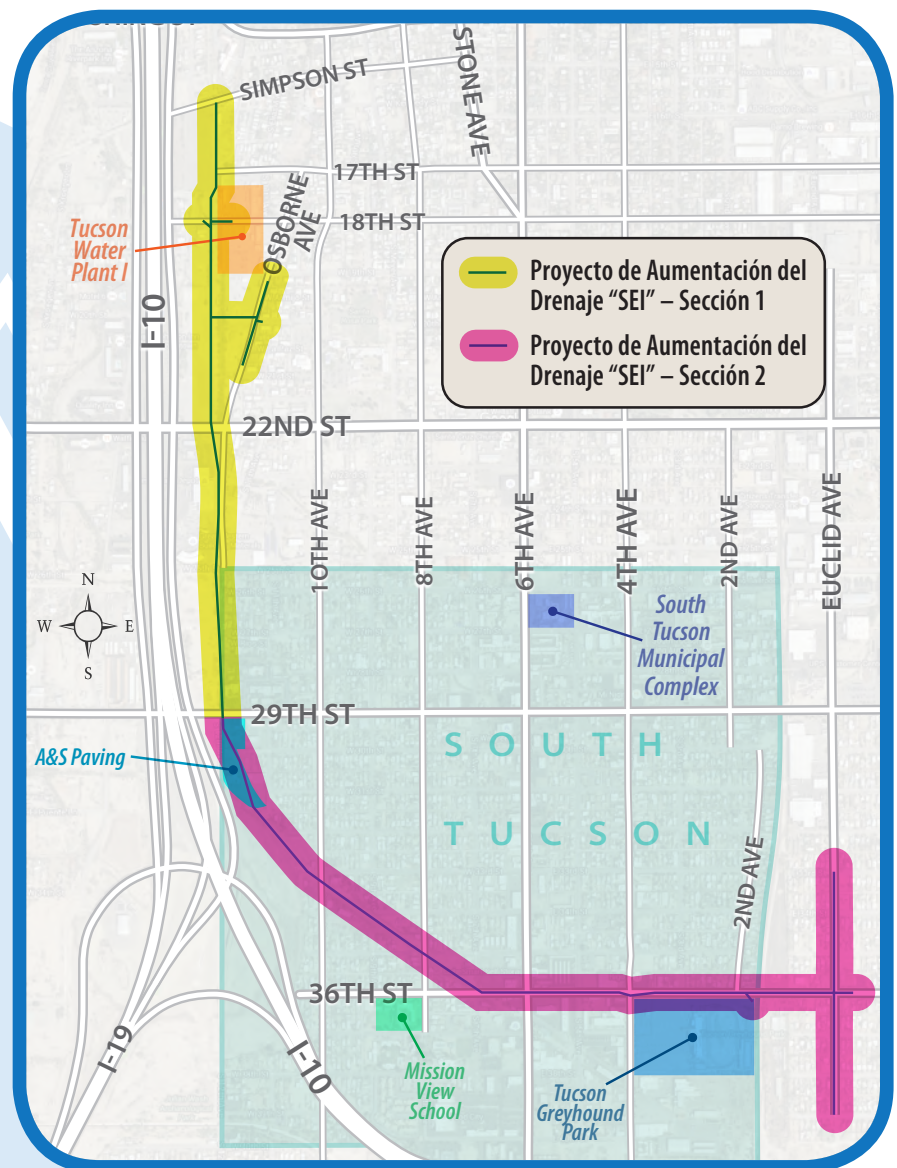 SIMPSON ST
STONE AVE
17TH ST
OSBORNE
AVE
18TH ST
Tucson
Water
Plant I
Proyecto de Aumentación del
Drenaje “SEI” – Sección 1
Proyecto de Aumentación del
Drenaje “SEI” – Sección 2
I-10
22ND ST
10TH AVE
8TH AVE
6TH AVE
4TH AVE
2ND AVE
EUCLID AVE
N
W
E
S
South
Tucson
Municipal
Complex
29TH ST
A&S Paving
SOUTH
TUCSON
2ND AVE
36TH ST
I-19
I-10
Mission
View
School
Tucson
Greyhound
Park